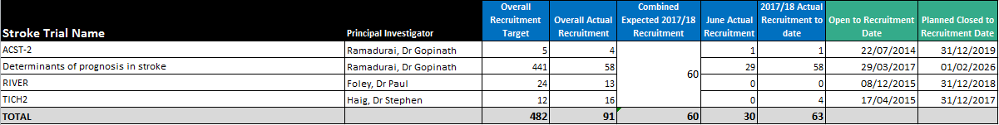 Stroke Trial Name Principal Investigator Overall Recruitment Target Overall Actual Recruitment Combined Expected 2017/18 Recruitment June Actual Recruitment 2017/18 Actual Recruitment to date Open to Recruitment Date Planned Closed to Recruitment Date
ACST-2 Ramadurai, Dr Gopinath 5 4 60 1 1 22/07/2014 31/12/2019
Determinants of prognosis in stroke Ramadurai, Dr Gopinath 441 58 29 58 29/03/2017 01/02/2026
RIVER Foley, Dr Paul 24 13 0 0 08/12/2015 31/12/2018
TICH2 Haig, Dr Stephen 12 16 0 4 17/04/2015 31/12/2017
TOTAL 482 91 60 30 63